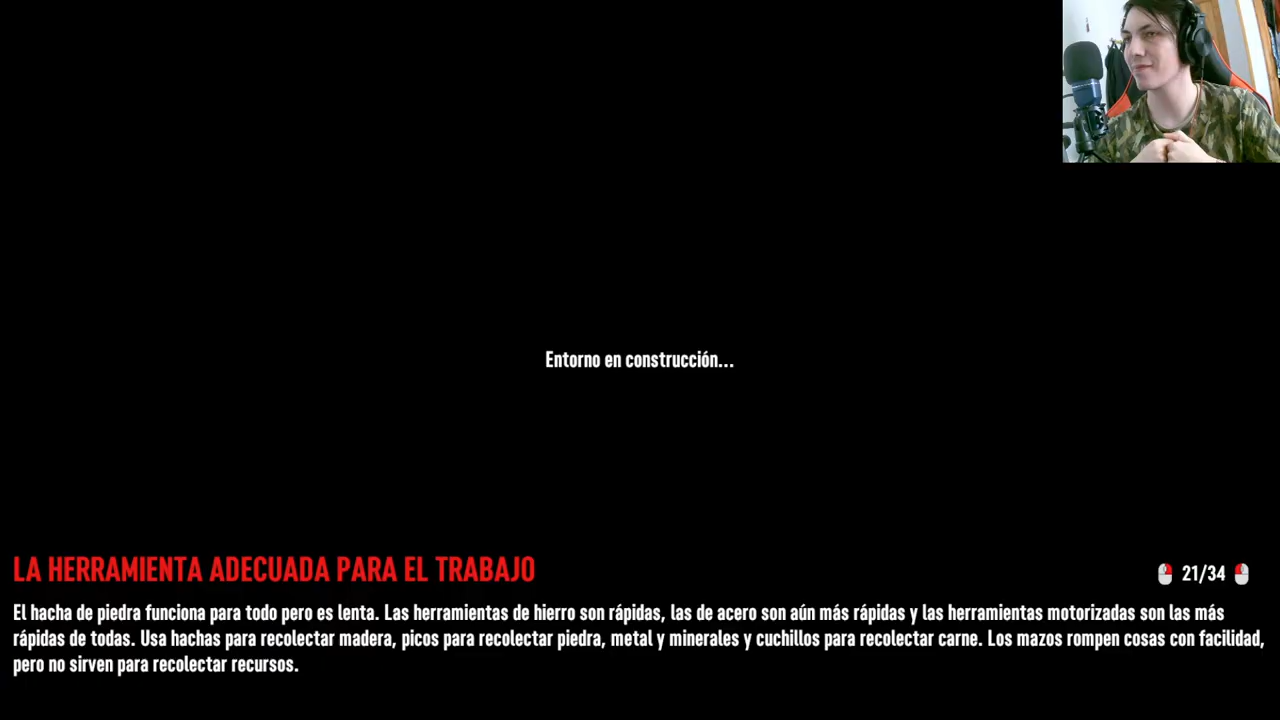 Entorno en construcción...
LA HERRAMIENTA ADECUADA PARA EL TRABAJO
21/34
El hacha de piedra funciona para todo pero es lenta. Las herramientas de hierro son rápidas, las de acero son aún más rápidas y las herramientas motorizadas son las más
rápidas de todas. Usa hachas para recolectar madera, picos para recolectar piedra, metal y minerales y cuchillos para recolectar carne. Los mazos rompen cosas con facilidad,
pero no sirven para recolectar recursos.